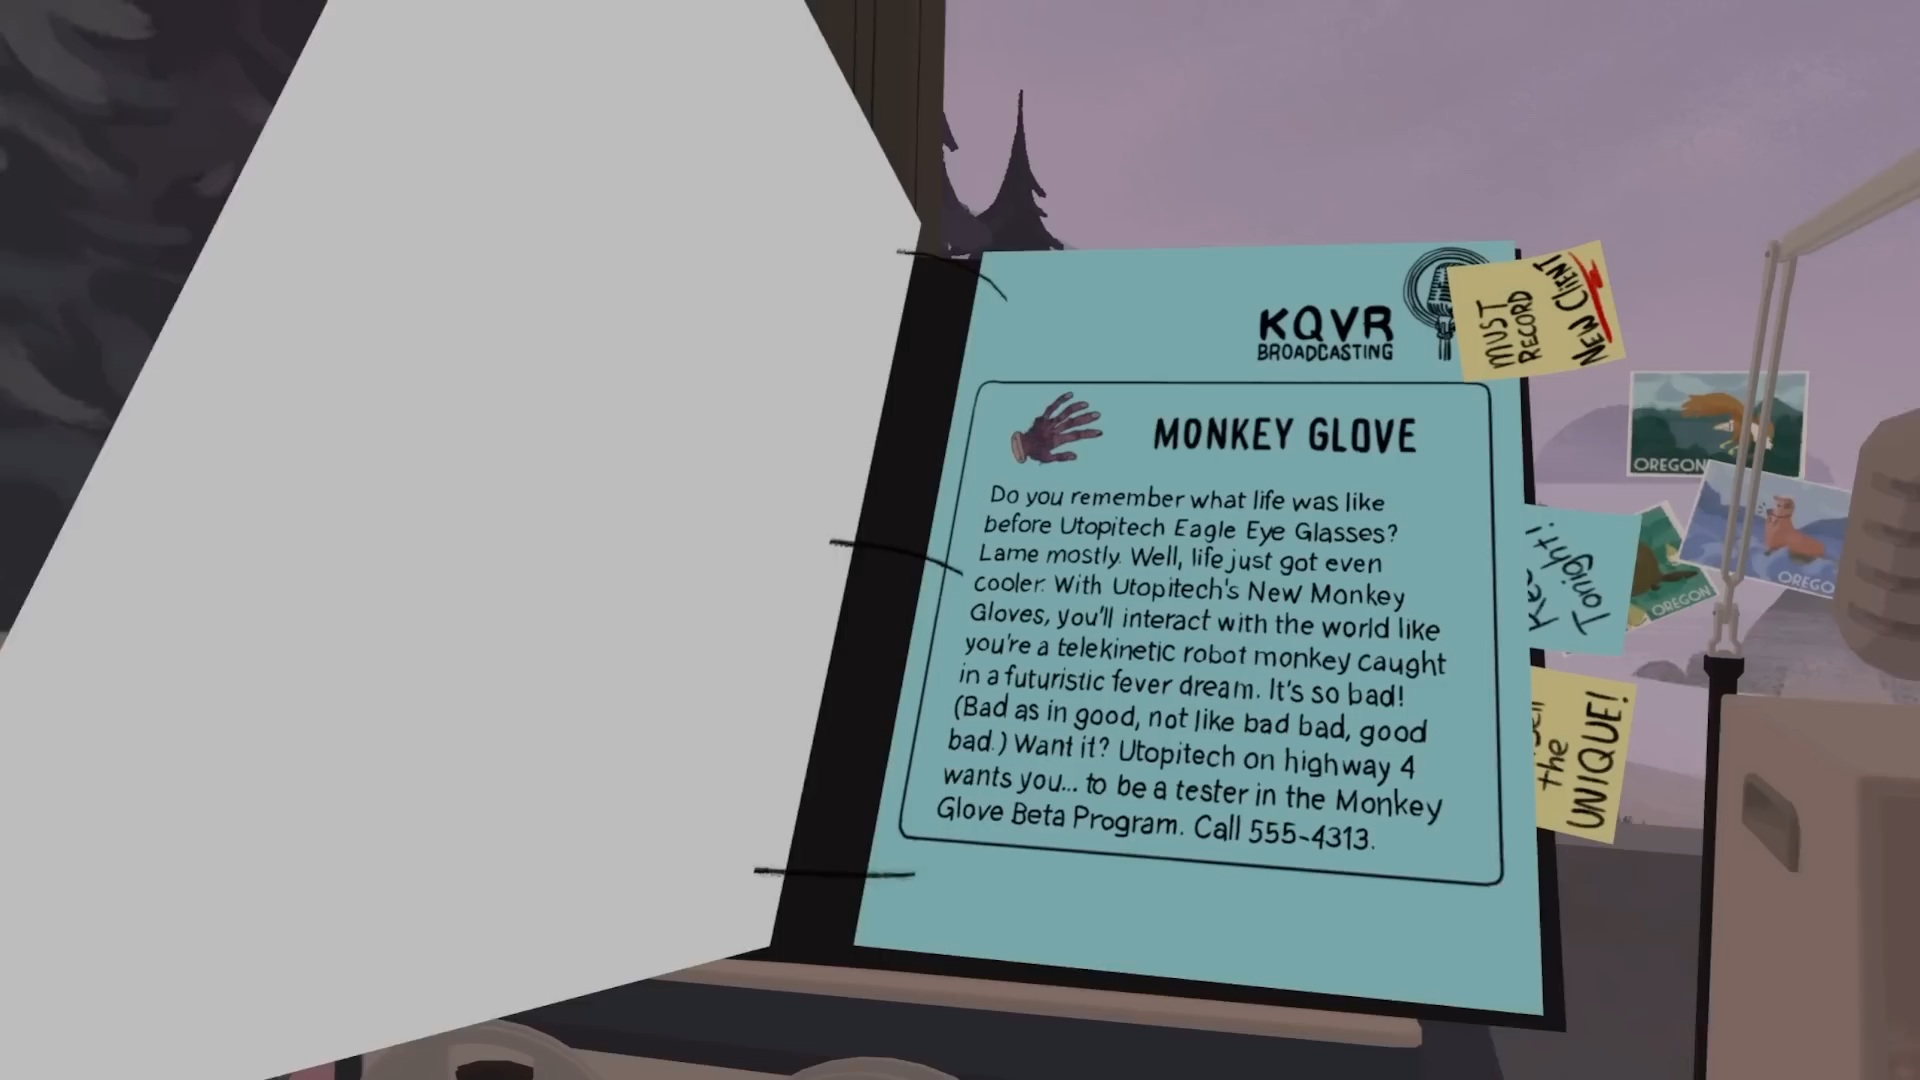 KQVR
BROADCASTING
MUST
RECORD
NEW CLIENT
MONKEY GLOVE
Do you remember what life was like
before Utopitech Eagle Eye Glasses?
Lame mostly. Well, life just got even
cooler. With Utopitech's New Monkey
Gloves, you'll interact with the world like
you're a telekinetic robot monkey caught
in a futuristic fever dream. It's so bad!
(Bad as in good, not like bad bad, good
bad.) Want it? Utopitech on highway 4
wants you... to be a tester in the Monkey
Glove Beta Program. Call 555-4313.
Tonight!
the
UNIQUE!
OREGON
OREGO
OREGON